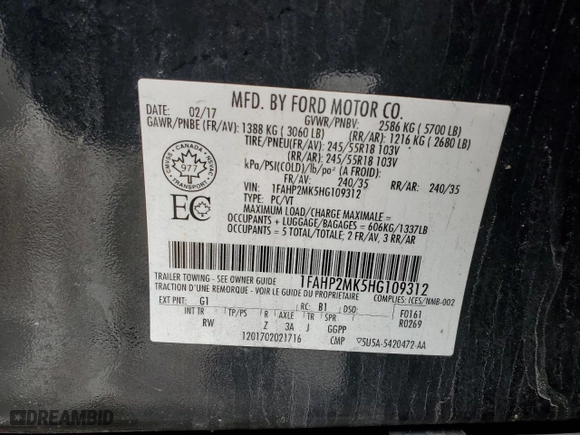 MFD. BY FORD MOTOR CO.
DATE: 02/17 GVWR/PNBV: 2586 KG ( 5700 LB)
GAWR/PNBE (FR/AV): 1388 KG ( 3060 LB) (RR/AR): 1216 KG ( 2680 LB)
TIRE/PNEU(FR/AV): 245/55R18 103V
(RR/AR): 245/55R18 103V
kPa/PSI(COLD)/lb/po² (A FROID):
FR/AV: 240/35 RR/AR: 240/35
VIN: 1FAHP2MK5HG109312
TYPE: PC/VT
MAXIMUM LOAD/CHARGE MAXIMALE=
OCCUPANTS + LUGGAGE/BAGAGES = 606KG/1337LB
OCCUPANTS = 5 TOTAL/TOTALE; 2 FR/AV, 3 RR/AR
CANADA
977
EC
TRAILER TOWING - SEE OWNER GUIDE
1FAHP2MK5HG109312
TRACTION D'UNE REMORQUE - VOIR LE GUIDE DU PROPRIETAIRE
COMPLIES: ICES/NMB-002
EXT PNT: G1 RC: B1 DSO: F0161
INT TR TP/PS R AXLE TR SPR R0269
RW Z 3A J GGPP
1201702021716 CMP 5U5A-5420472-AA
DREAMBID